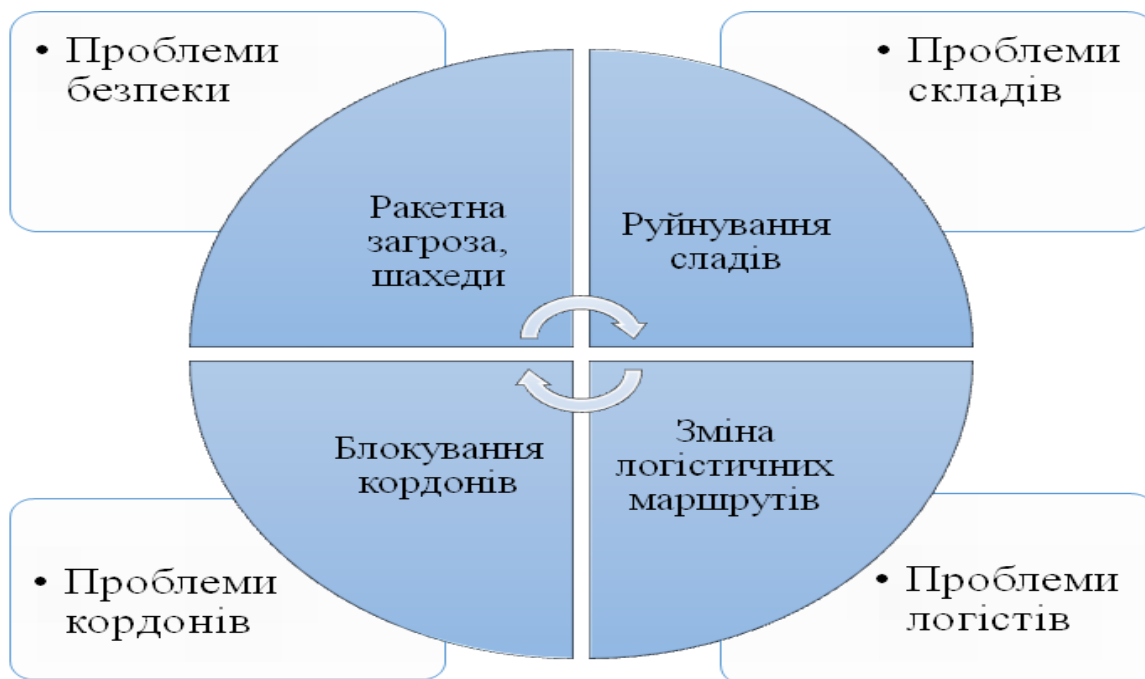 • Проблеми
безпеки
• Проблеми
складів
Ракетна
загроза,
шахеди
Руйнування
сладів
Блокування
кордонів
Зміна
логістичних
маршрутів
• Проблеми
кордонів
• Проблеми
логістів